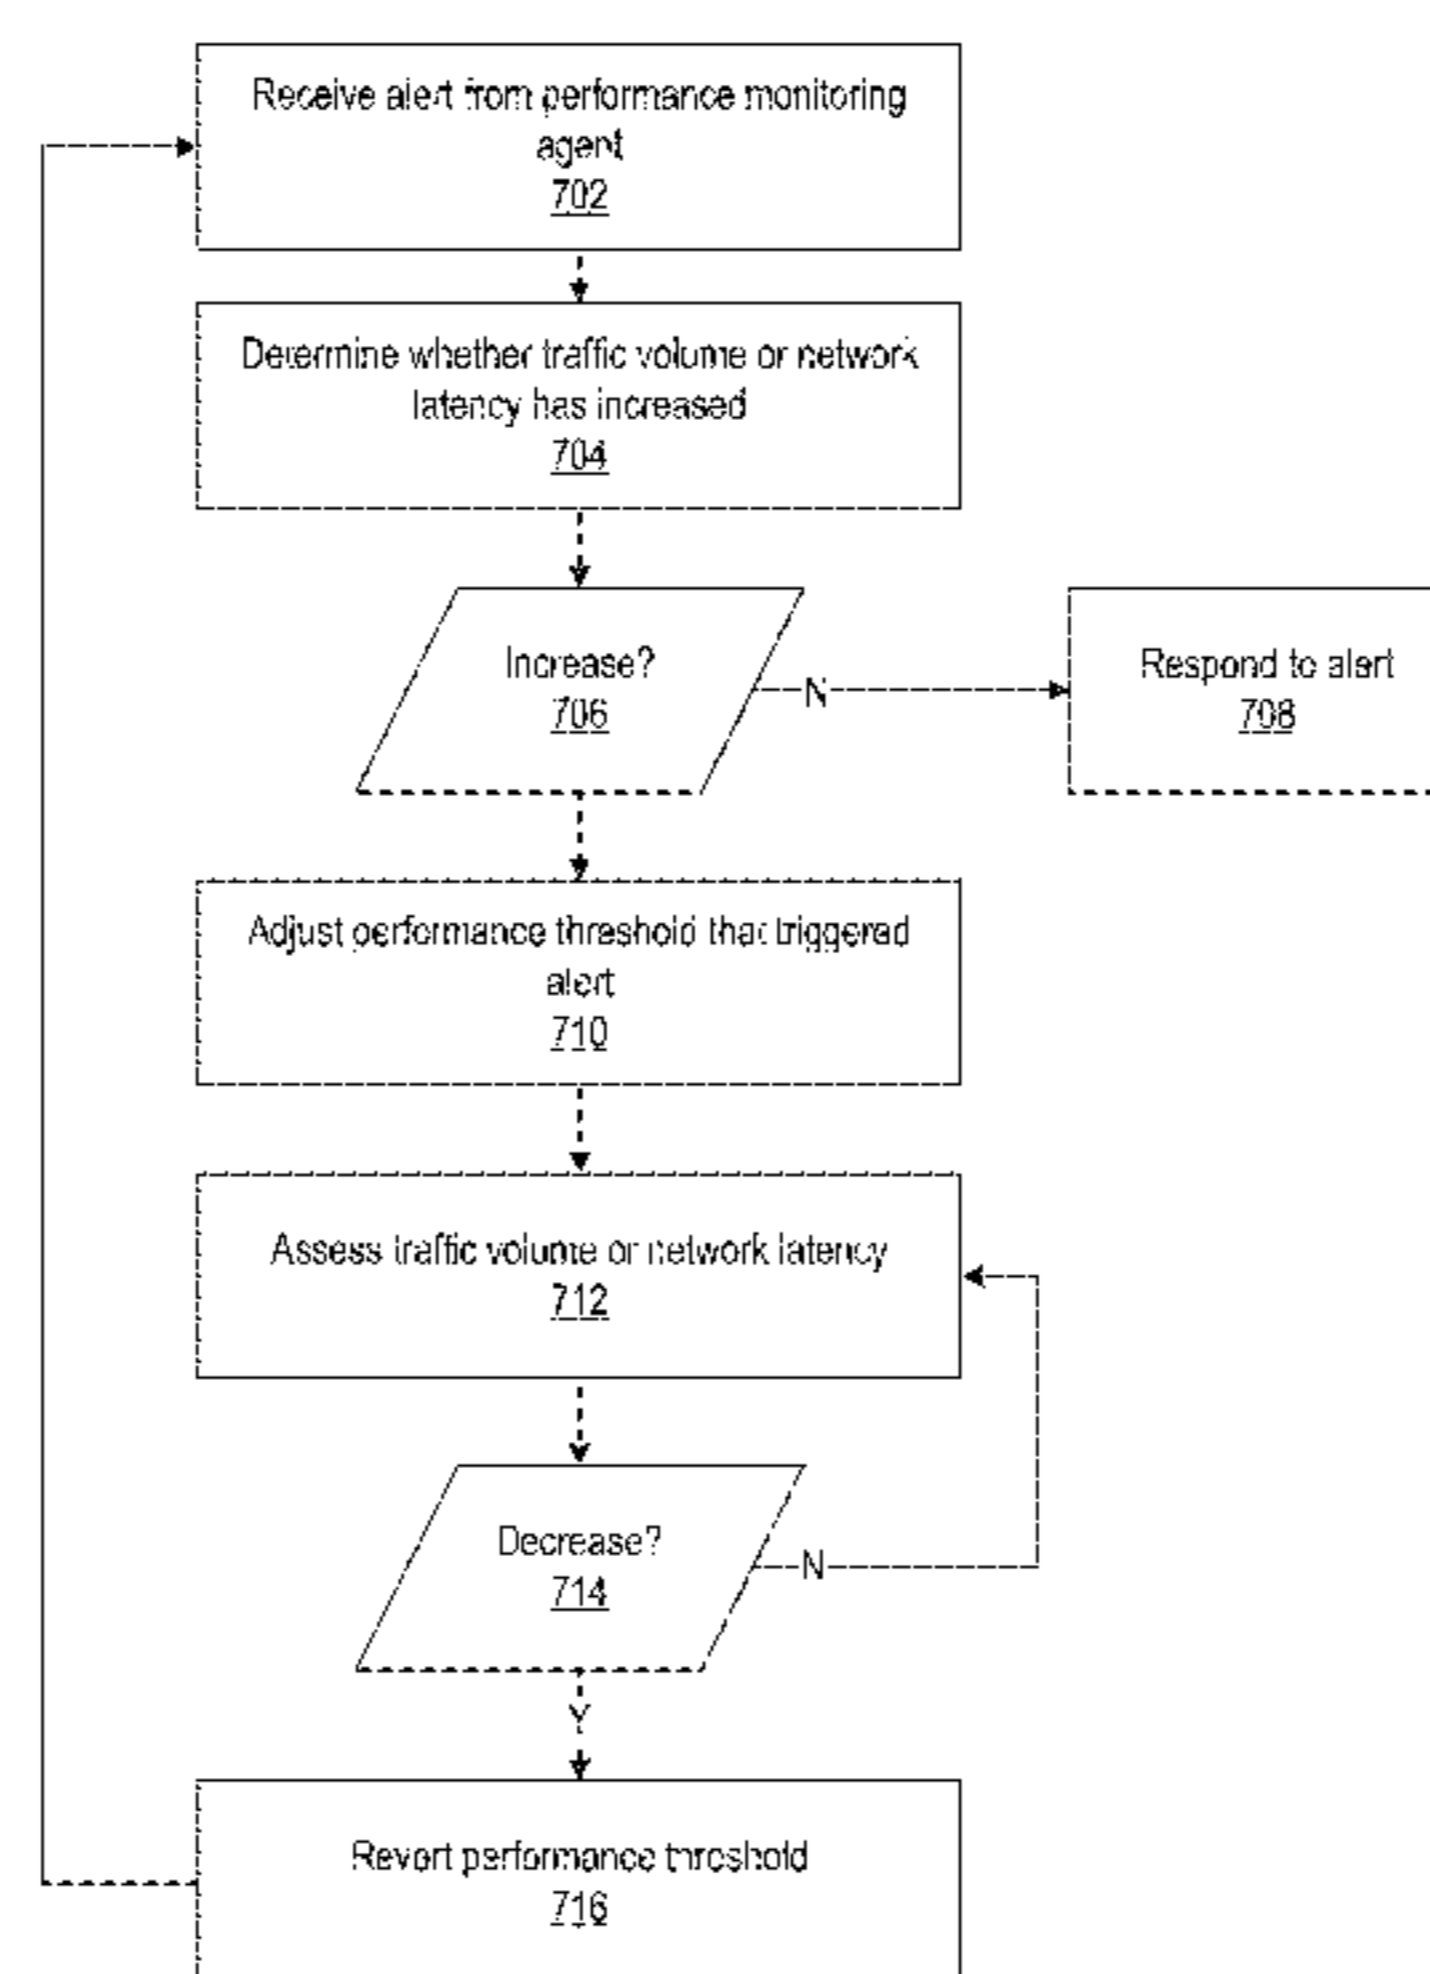 Receive alert from performance monitoring
agent
702
Determine whether traffic volume or network
latency has increased
704
Increase?
706
N
Respond to alert
708
Adjust performance threshold that triggered
alert
710
Assess traffic volume or network latency
712
Decrease?
714
N
Y
Revert performance threshold
716